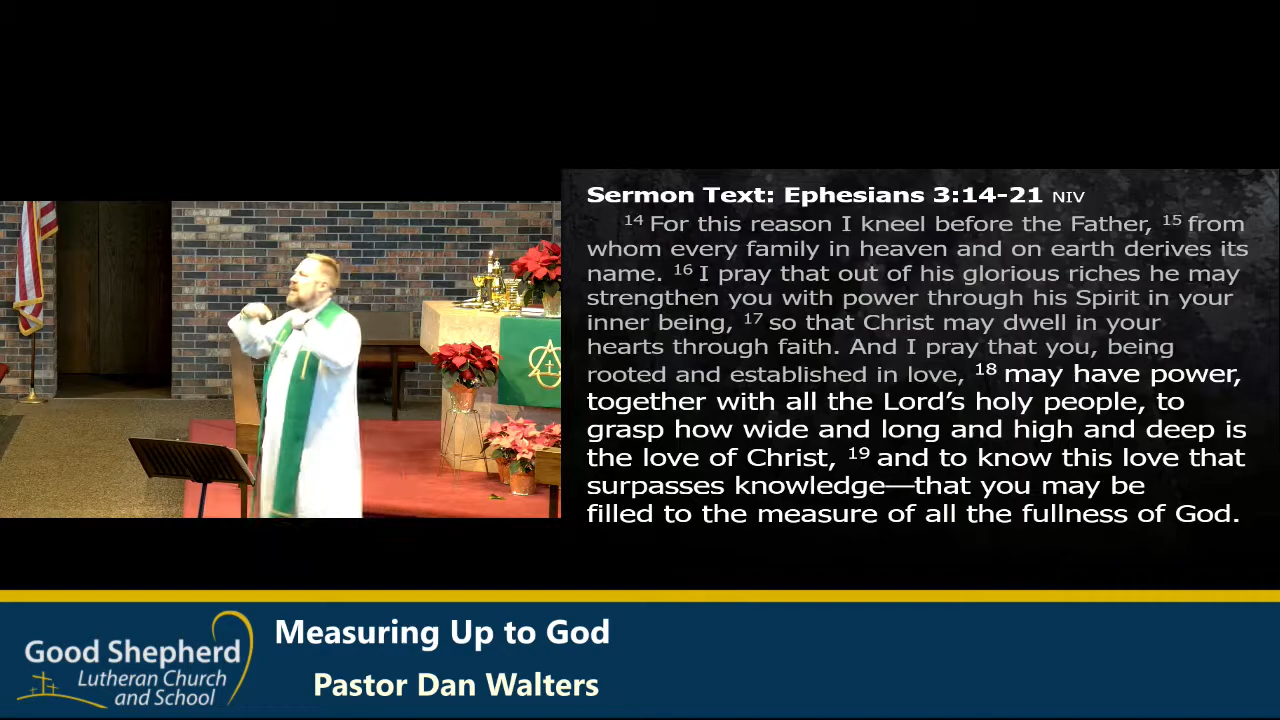 Sermon Text: Ephesians 3:14-21 NIV
14 For this reason I kneel before the Father, 15 from
whom every family in heaven and on earth derives its
name. 16 I pray that out of his glorious riches he may
strengthen you with power through his Spirit in your
inner being, 17 so that Christ may dwell in your
hearts through faith. And I pray that you, being
rooted and established in love, 18 may have power,
together with all the Lord’s holy people, to
grasp how wide and long and high and deep is
the love of Christ, 19 and to know this love that
surpasses knowledge—that you may be
filled to the measure of all the fullness of God.
Good Shepherd
Lutheran Church
and School
Measuring Up to God
Pastor Dan Walters